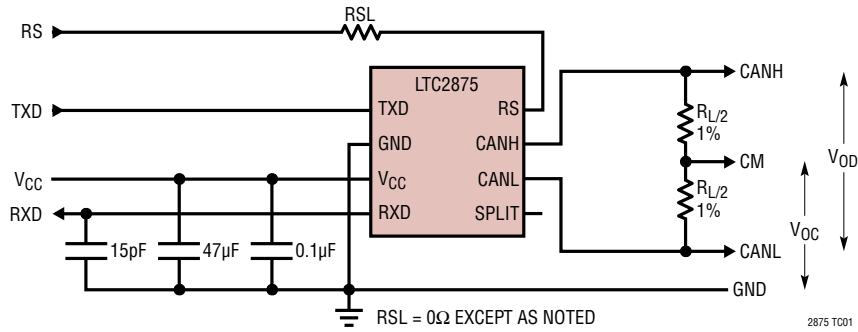 RSL
RS
LTC2875
TXD
TXD
RS
CANH
GND
CANH
R_L/2
1%
V_CC
V_CC
CANL
CM
V_OD
RXD
RXD
SPLIT
R_L/2
1%
V_OC
15pF
47µF
0.1µF
CANL
GND
RSL = 0Ω EXCEPT AS NOTED
2875 TC01